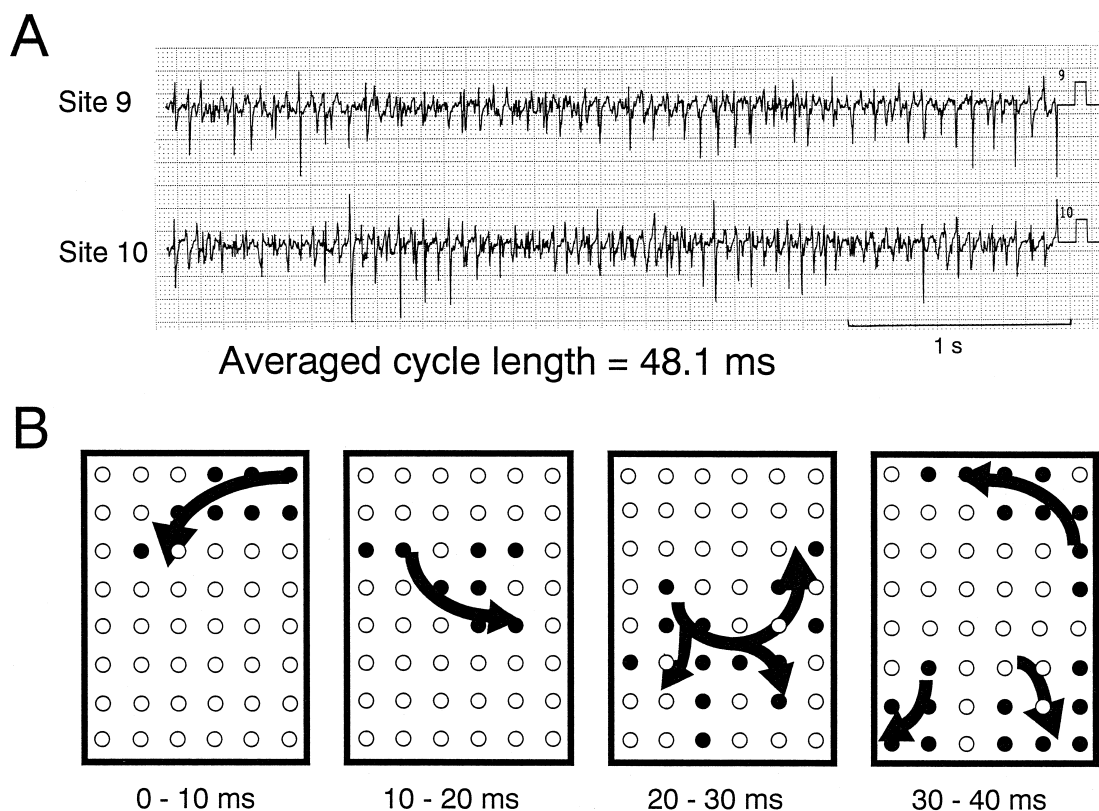 A
Site 9
9
Site 10
10
1 s
Averaged cycle length = 48.1 ms
B
0 - 10 ms
10 - 20 ms
20 - 30 ms
30 - 40 ms